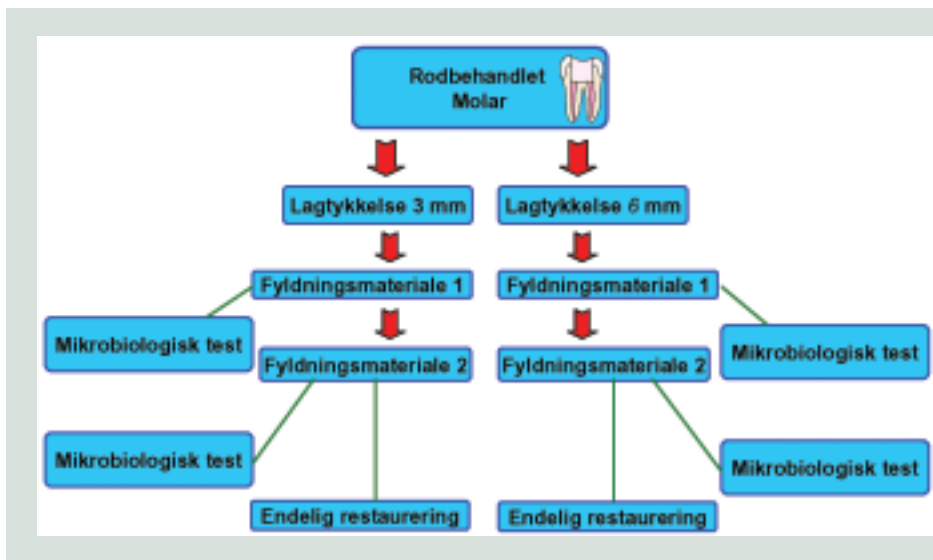 Rodbehandlet
Molar
Lagtykkelse 3 mm
Lagtykkelse 6 mm
Fyldningsmateriale 1
Fyldningsmateriale 1
Mikrobiologisk test
Mikrobiologisk test
Fyldningsmateriale 2
Fyldningsmateriale 2
Mikrobiologisk test
Mikrobiologisk test
Endelig restaurering
Endelig restaurering